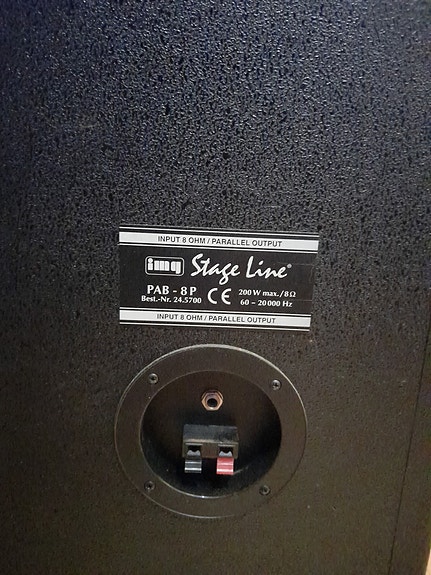 INPUT 8 OHM / PARALLEL OUTPUT
img Stage Line®
PAB - 8 P
Best.-Nr. 24.5700
CE
200 W max. / 8 Ω
60 – 20 000 Hz
INPUT 8 OHM / PARALLEL OUTPUT